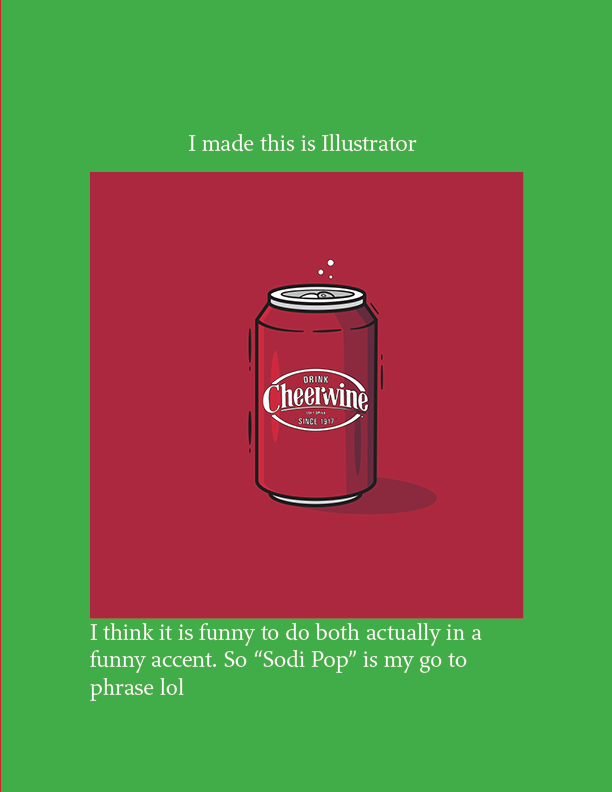 I made this is Illustrator
DRINK
Cheerwine
SINCE 1917
I think it is funny to do both actually in a
funny accent. So “Sodi Pop” is my go to
phrase lol